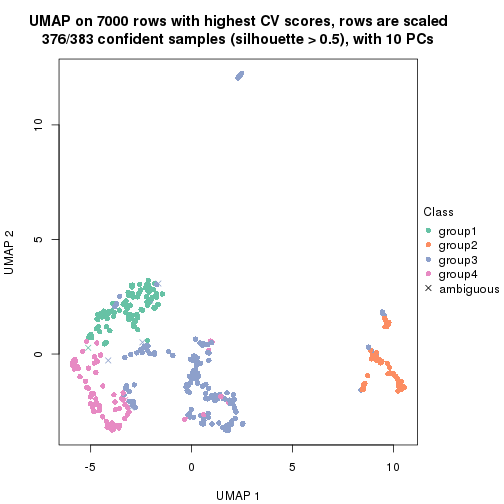 UMAP on 7000 rows with highest CV scores, rows are scaled
376/383 confident samples (silhouette > 0.5), with 10 PCs
10
5
0
UMAP 2
-5
0
5
10
UMAP 1
Class
group1
group2
group3
group4
ambiguous